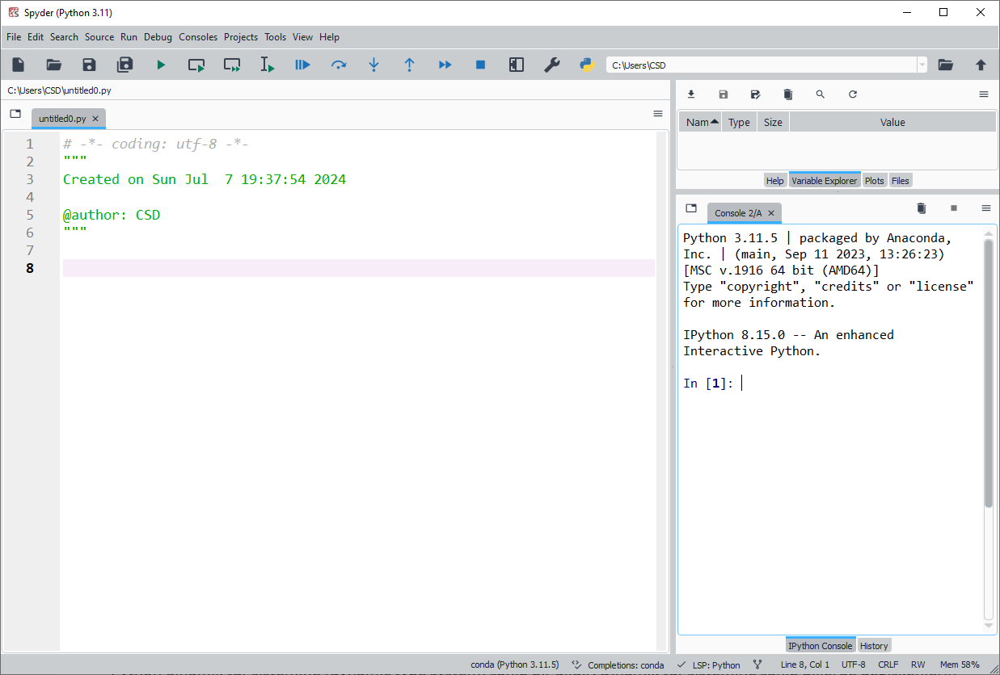 Spyder (Python 3.11)
File Edit Search Source Run Debug Consoles Projects Tools View Help
C:\Users\CSD
C:\Users\CSD\untitled0.py
untitled0.py
1 # -*- coding: utf-8 -*-
2 """
3 Created on Sun Jul  7 19:37:54 2024
4
5 @author: CSD
6 """
7
8
Nam Type Size Value
Help Variable Explorer Plots Files
Console 2/A
Python 3.11.5 | packaged by Anaconda,
Inc. | (main, Sep 11 2023, 13:26:23)
[MSC v.1916 64 bit (AMD64)]
Type "copyright", "credits" or "license"
for more information.
IPython 8.15.0 -- An enhanced
Interactive Python.
In [1]:
IPython Console History
conda (Python 3.11.5) Completions: conda LSP: Python Line 8, Col 1 UTF-8 CRLF RW Mem 58%